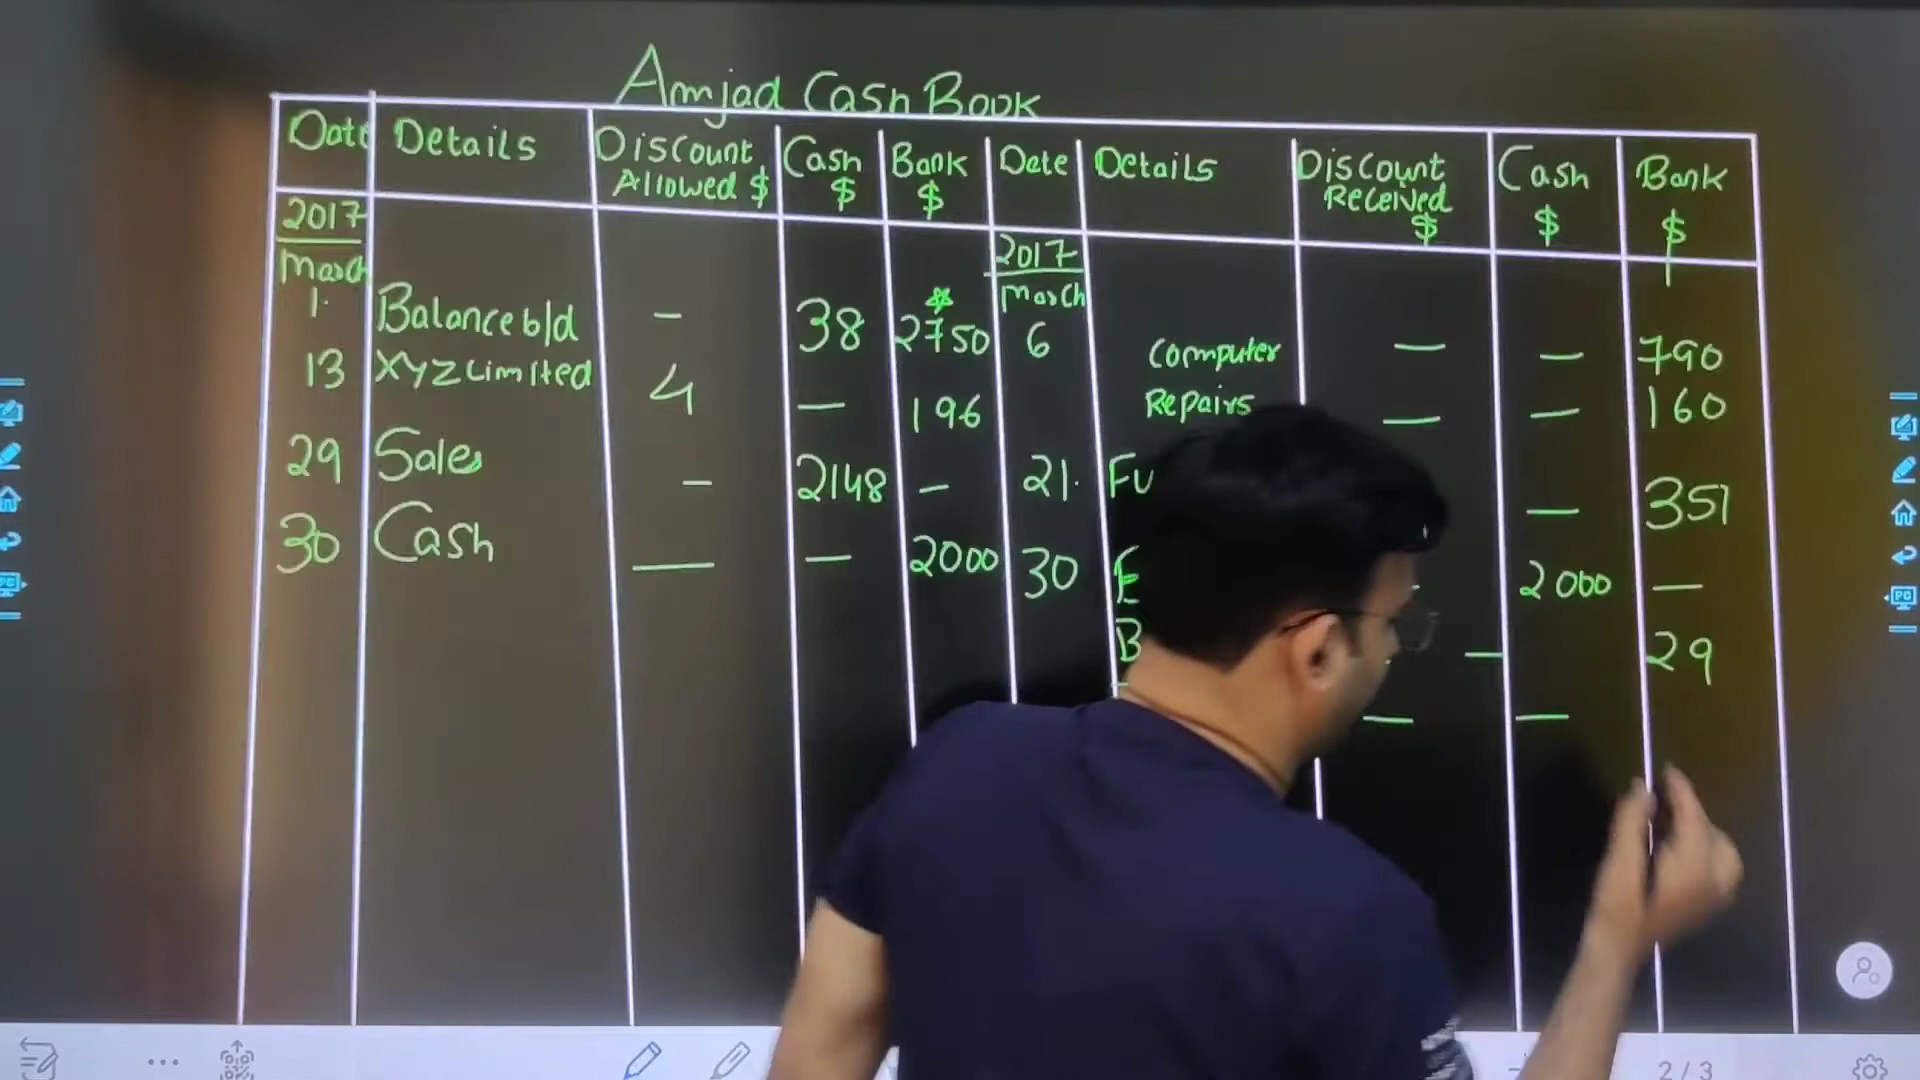 Amjad Cash Book
Date Details Discount Allowed $ Cash $ Bank $ Date Details Discount Received $ Cash $ Bank $
2017
March
2017
March
1. Balance b/d - 38 2750 6 Computer — — 790
13 XYZ Limited 4 — 196 Repairs — — 160
29 Sales - 2148 - 21. Fu — 351
30 Cash — — 2000 30 2000 —
B — 29
— —
2/3